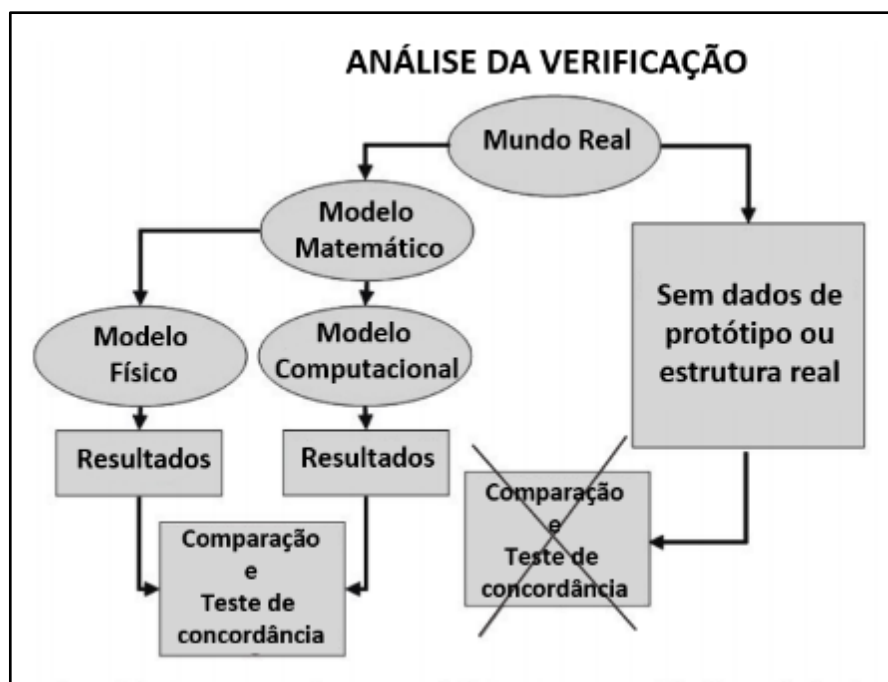 ANÁLISE DA VERIFICAÇÃO
Mundo Real
Modelo
Matemático
Sem dados de
protótipo ou
estrutura real
Modelo
Físico
Modelo
Computacional
Resultados
Resultados
Comparação
e
Teste de
concordância
Comparação
e
Teste de
concordância